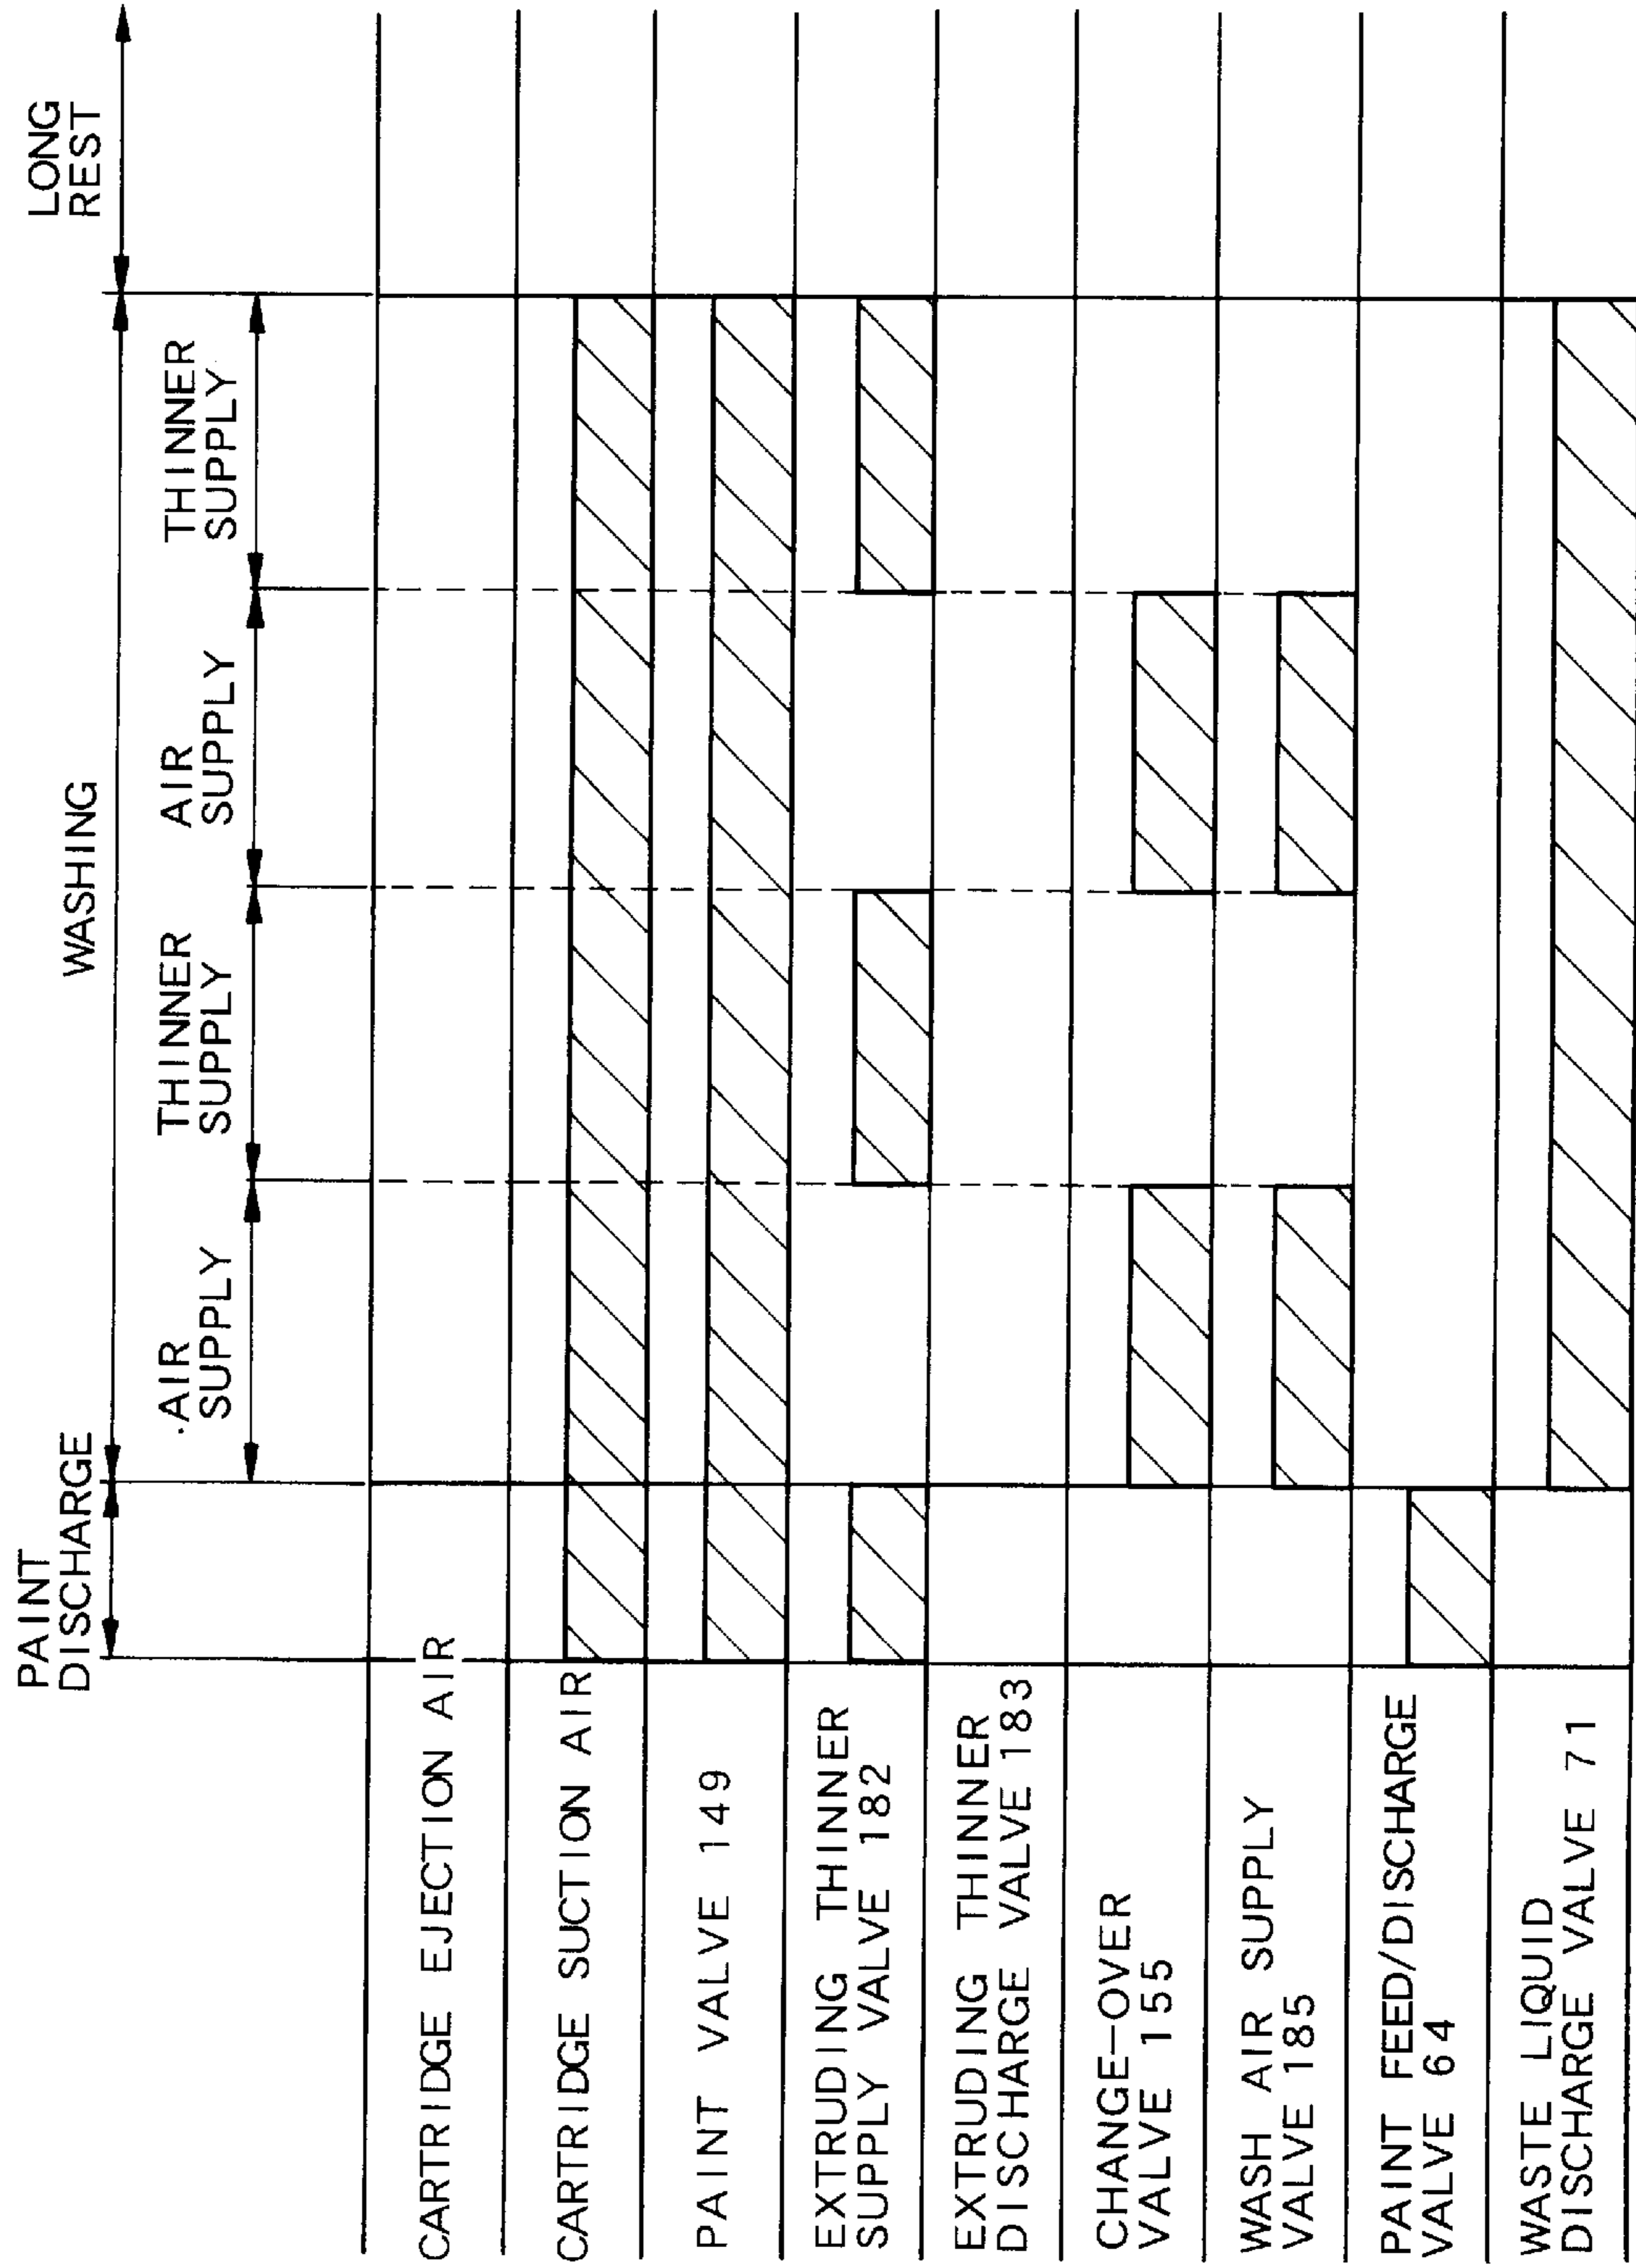 PAINT
DISCHARGE
WASHING
LONG
REST
AIR
SUPPLY
THINNER
SUPPLY
AIR
SUPPLY
THINNER
SUPPLY
CARTRIDGE EJECTION AIR
CARTRIDGE SUCTION AIR
PAINT VALVE 149
EXTRUDING THINNER
SUPPLY VALVE 182
EXTRUDING THINNER
DISCHARGE VALVE 183
CHANGE-OVER
VALVE 155
WASH AIR SUPPLY
VALVE 185
PAINT FEED/DISCHARGE
VALVE 64
WASTE LIQUID
DISCHARGE VALVE 71